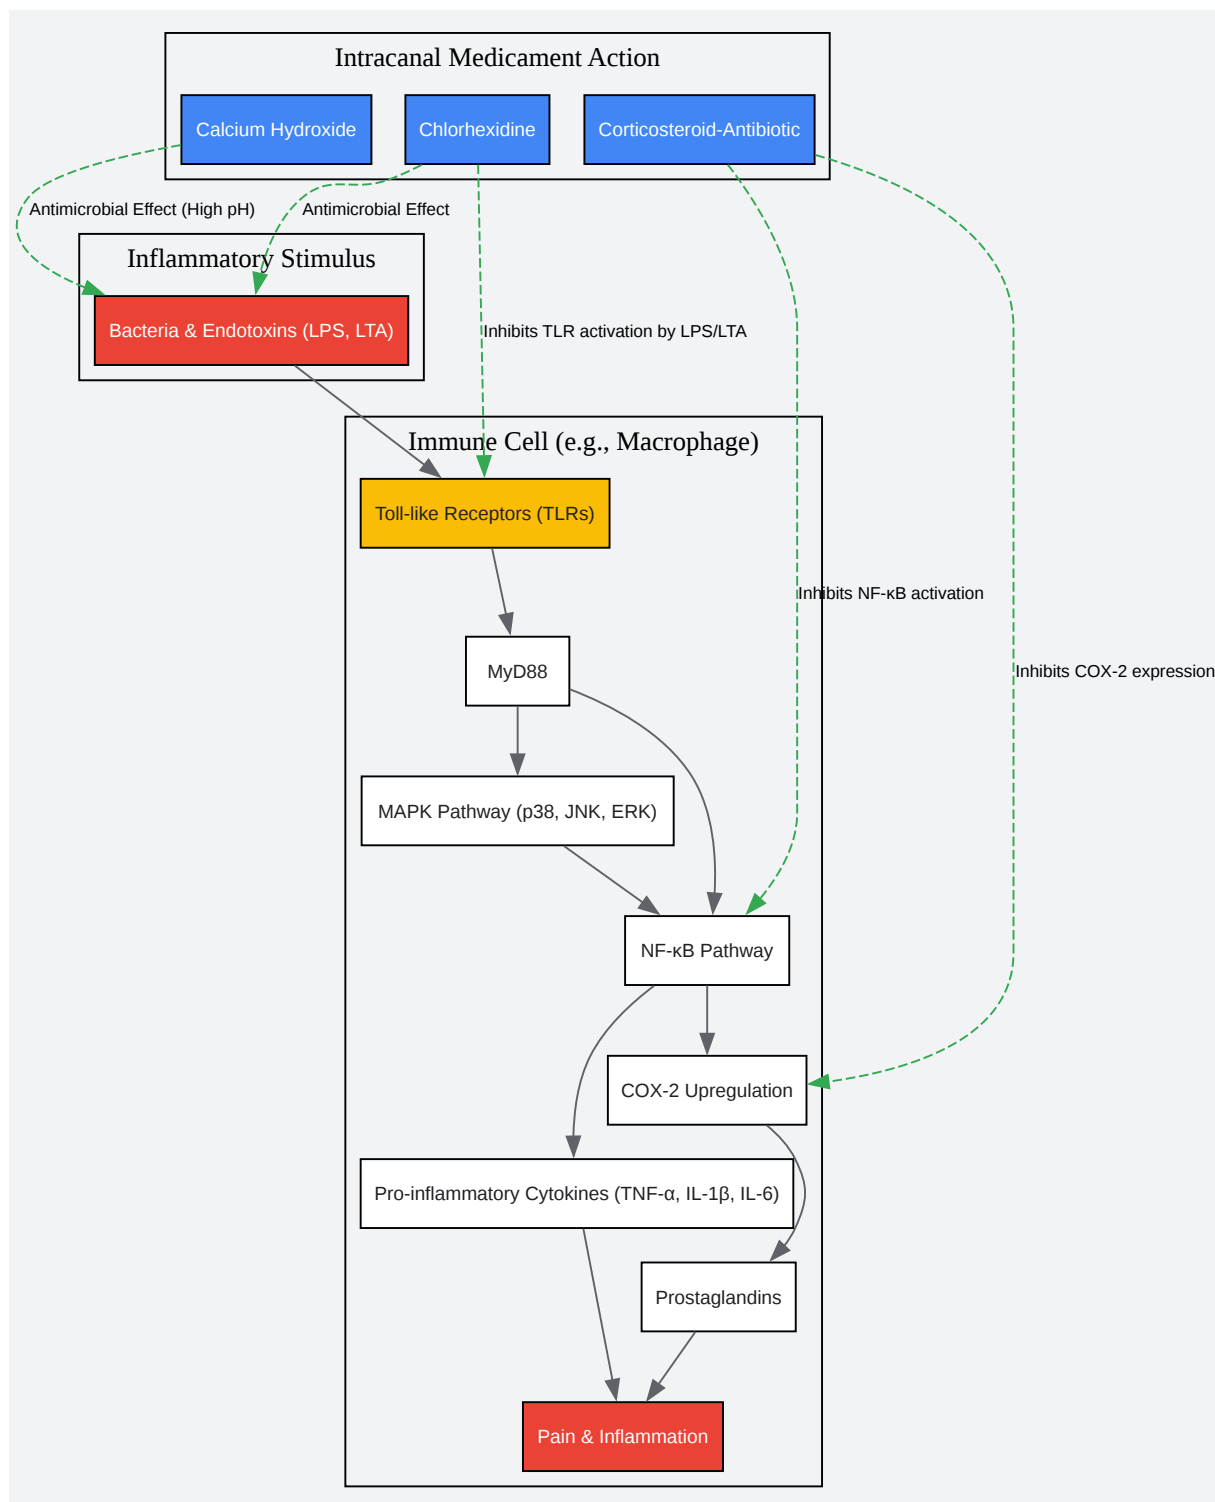 Intracanal Medicament Action
Calcium Hydroxide
Chlorhexidine
Corticosteroid-Antibiotic
Antimicrobial Effect (High pH)
Antimicrobial Effect
Inflammatory Stimulus
Bacteria & Endotoxins (LPS, LTA)
Inhibits TLR activation by LPS/LTA
Immune Cell (e.g., Macrophage)
Toll-like Receptors (TLRs)
Inhibits NF-κB activation
MyD88
Inhibits COX-2 expression
MAPK Pathway (p38, JNK, ERK)
NF-κB Pathway
COX-2 Upregulation
Pro-inflammatory Cytokines (TNF-α, IL-1β, IL-6)
Prostaglandins
Pain & Inflammation